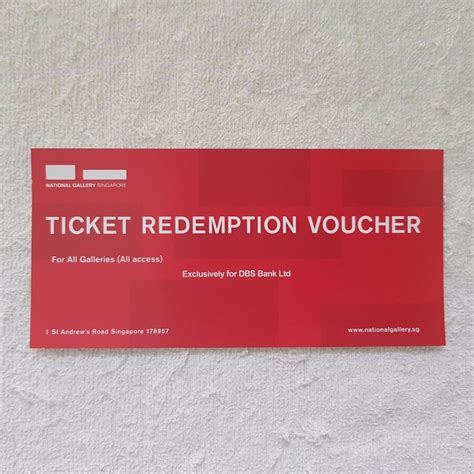 NATIONAL GALLERY SINGAPORE
TICKET REDEMPTION VOUCHER
For All Galleries (All access)
Exclusively for DBS Bank Ltd
1 St Andrew's Road Singapore 178957
www.nationalgallery.sg